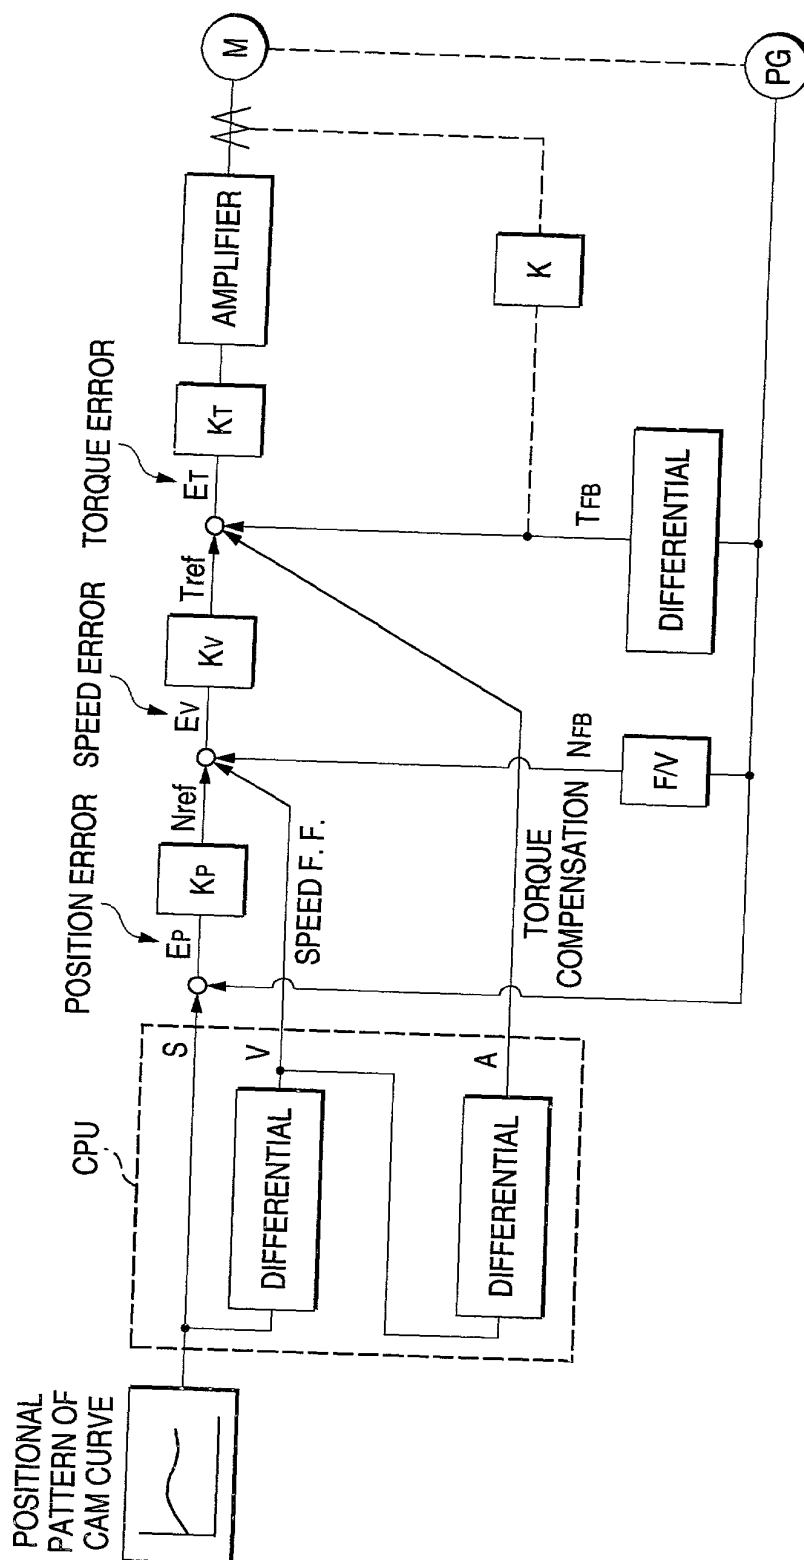 POSITIONAL
PATTERN OF
CAM CURVE
CPU
S
DIFFERENTIAL
V
DIFFERENTIAL
A
POSITION ERROR
EP
KP
Nref
SPEED F. F.
TORQUE
COMPENSATION
SPEED ERROR
EV
KV
Tref
NFB
F/V
TORQUE ERROR
ET
KT
TFB
DIFFERENTIAL
AMPLIFIER
K
M
PG